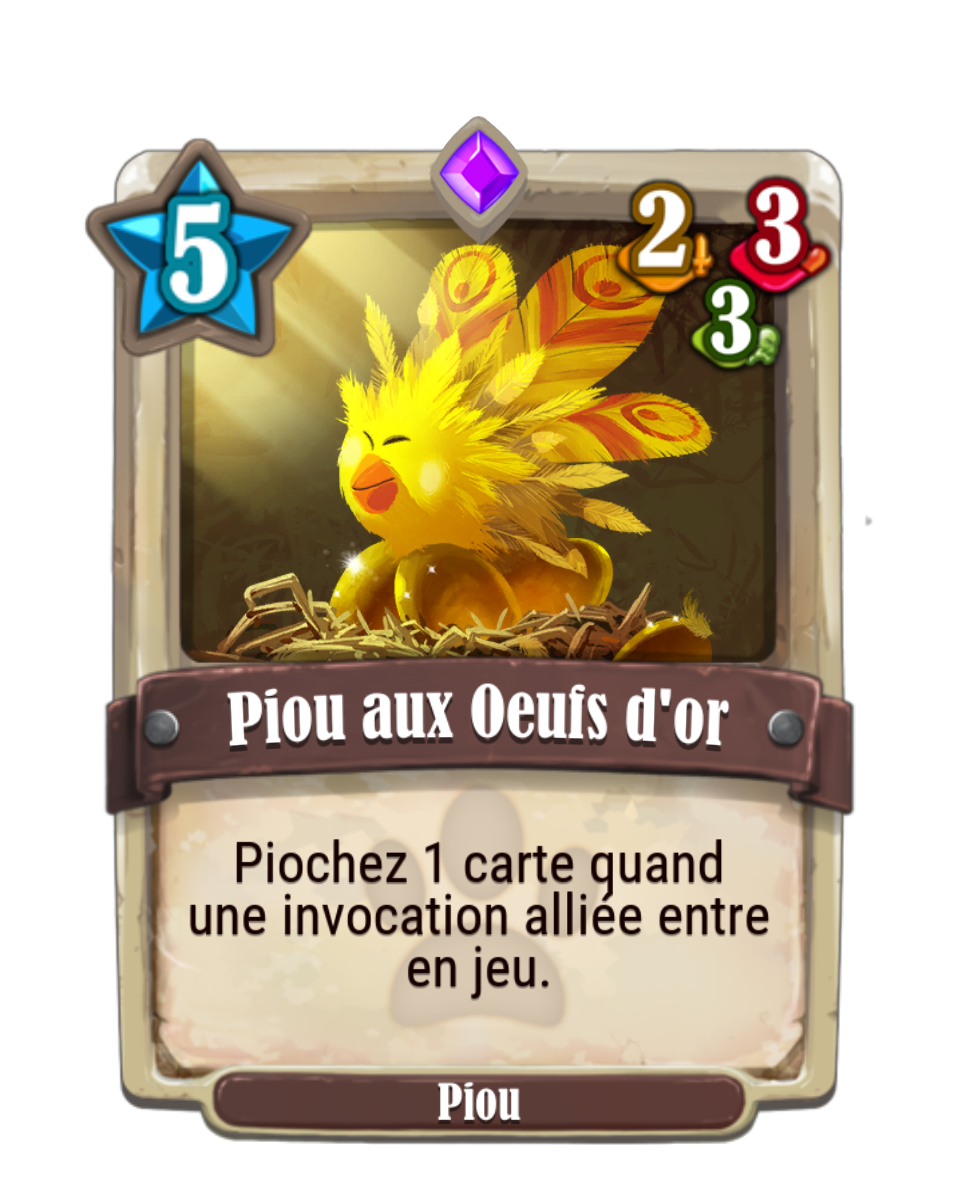 5
2
3
3
Piou aux Oeufs d'or
Piochez 1 carte quand
une invocation alliée entre
en jeu.
Piou